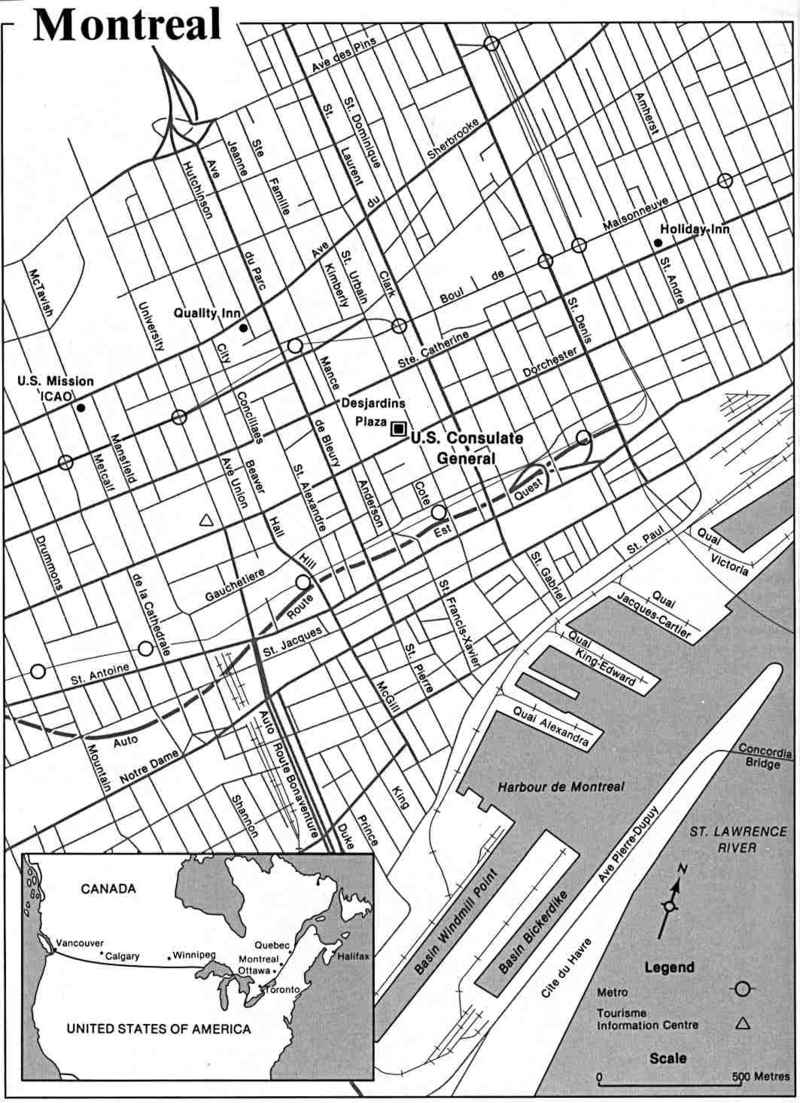 Montreal
Ave des Pins
St. Dominique
St. Laurent
Sherbrooke
Amherst
Ave du Parc
Jeanne
Ste
Famille
Hutchinson
Ave du
Maisonneuve
Holiday Inn
McTavish
St. Urbain
Kimberly
Clark
Boul de
St. Andre
University
Quality Inn
City
St. Denis
Mance
Ste. Catherine
Dorchester
U.S. Mission
ICAO
Desjardins
Plaza
U.S. Consulate
General
Concillaes
de Bleury
Mansfield
Metcalf
Beaver
Hall
Hill
Ave Union
St. Alexandre
Anderson
Cote
Est
Quest
Drummons
de la Cathedrale
Gauchetiere
Route
St. Jacques
St. Antoine
St. Paul
Quai
Victoria
St. Gabriel
Quai
Jacques-Cartier
St. Francis-Xavier
Quai
King-Edward
St. Pierre
McGill
Quai Alexandra
Auto
Mountain
Notre Dame
Auto Route Bonaventure
Concordia
Bridge
Harbour de Montreal
Shannon
Duke
Prince
King
Ave Pierre-Dupuy
ST. LAWRENCE
RIVER
N
Basin Windmill Point
Basin Bickerdike
Cite du Havre
CANADA
Vancouver
Calgary
Winnipeg
Quebec
Montreal
Ottawa
Toronto
Halifax
UNITED STATES OF AMERICA
Legend
Metro
Tourisme
Information Centre
Scale
0 500 Metres